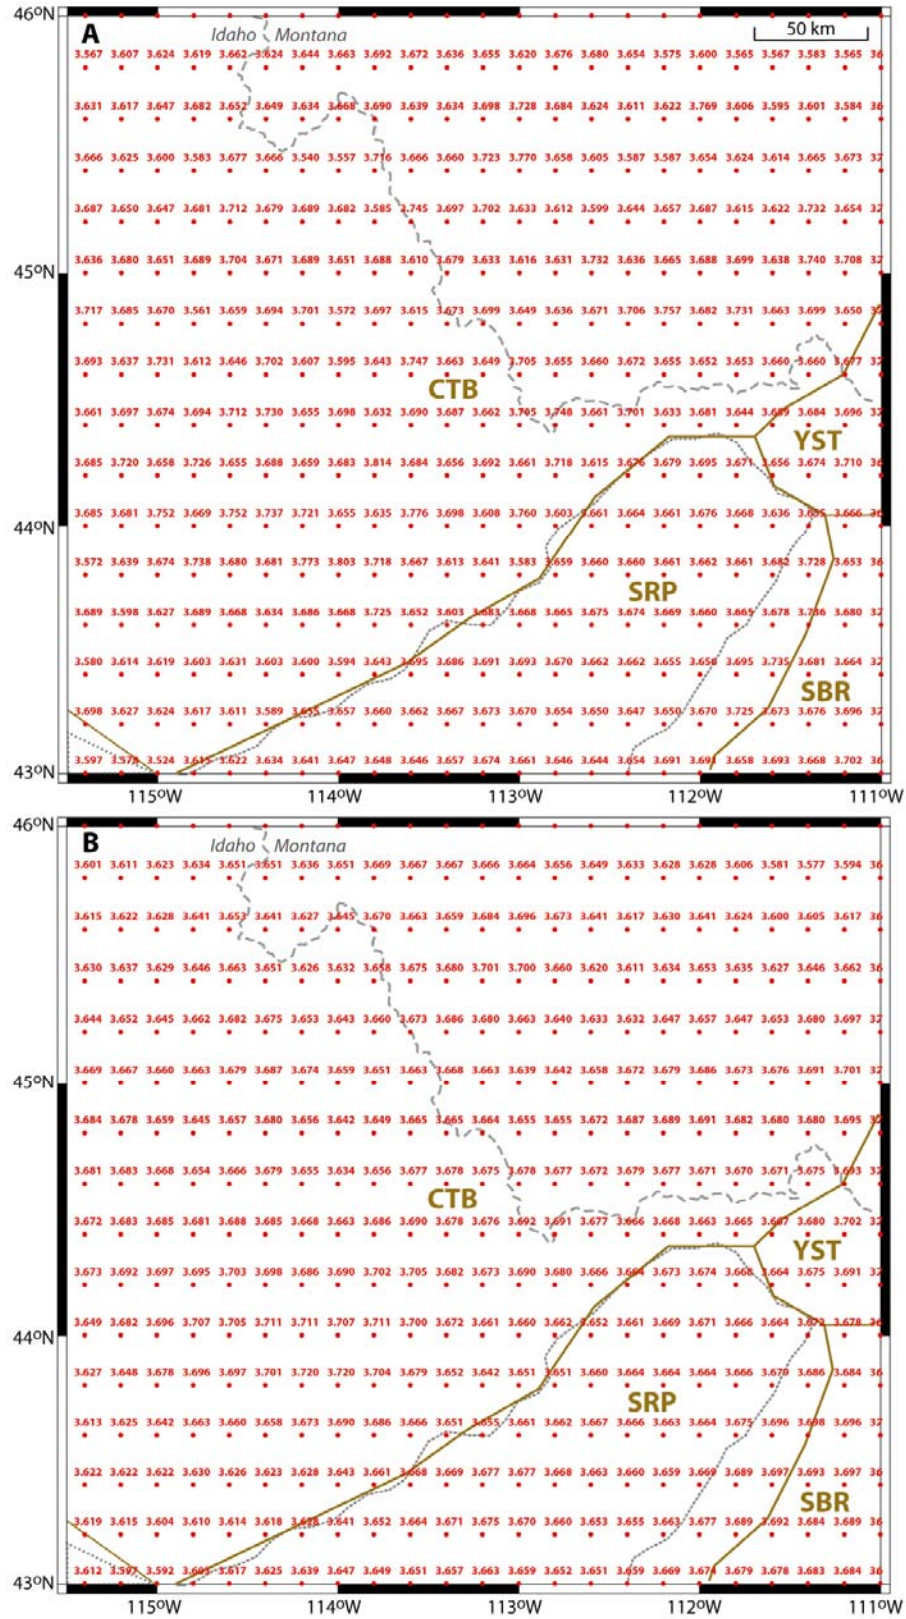 46ºN
A
Idaho Montana
50 km
3.567 3.607 3.624 3.619 3.662 3.624 3.644 3.663 3.692 3.672 3.636 3.655 3.620 3.676 3.680 3.654 3.575 3.600 3.565 3.567 3.583 3.565 36
3.631 3.617 3.647 3.682 3.652 3.649 3.634 3.668 3.690 3.639 3.634 3.698 3.728 3.684 3.624 3.611 3.622 3.769 3.606 3.595 3.601 3.584 36
3.666 3.625 3.600 3.583 3.677 3.666 3.540 3.557 3.716 3.666 3.660 3.723 3.770 3.658 3.605 3.587 3.587 3.654 3.624 3.614 3.665 3.673 37
3.687 3.650 3.647 3.681 3.712 3.679 3.689 3.682 3.585 3.745 3.697 3.702 3.633 3.612 3.599 3.644 3.657 3.687 3.615 3.622 3.732 3.654 37
45ºN
3.636 3.680 3.651 3.689 3.704 3.671 3.689 3.651 3.688 3.610 3.679 3.633 3.616 3.631 3.732 3.636 3.665 3.688 3.699 3.638 3.740 3.708 37
3.717 3.685 3.670 3.561 3.659 3.694 3.701 3.572 3.697 3.615 3.673 3.699 3.649 3.636 3.671 3.706 3.757 3.682 3.731 3.663 3.699 3.650
3.693 3.637 3.731 3.612 3.646 3.702 3.607 3.595 3.643 3.747 3.663 3.649 3.705 3.655 3.660 3.672 3.655 3.652 3.653 3.660 3.660 3.677 37
CTB
3.661 3.697 3.674 3.694 3.712 3.730 3.655 3.698 3.632 3.690 3.687 3.662 3.705 3.748 3.661 3.701 3.633 3.681 3.644 3.689 3.684 3.696 37
YST
3.685 3.720 3.658 3.726 3.655 3.688 3.659 3.683 3.814 3.684 3.656 3.692 3.661 3.718 3.615 3.676 3.679 3.695 3.671 3.656 3.674 3.710 36
44ºN
3.685 3.681 3.752 3.669 3.752 3.737 3.721 3.655 3.635 3.776 3.698 3.608 3.760 3.603 3.661 3.664 3.661 3.676 3.668 3.636 3.685 3.666 36
3.572 3.639 3.674 3.738 3.680 3.681 3.773 3.803 3.718 3.667 3.613 3.641 3.583 3.659 3.660 3.660 3.661 3.662 3.661 3.682 3.728 3.653 36
SRP
3.689 3.598 3.627 3.689 3.668 3.634 3.686 3.668 3.725 3.652 3.603 3.683 3.668 3.665 3.675 3.674 3.669 3.660 3.665 3.678 3.736 3.680 37
3.580 3.614 3.619 3.603 3.631 3.603 3.600 3.594 3.643 3.695 3.686 3.691 3.693 3.670 3.662 3.662 3.655 3.650 3.695 3.735 3.681 3.664 37
SBR
3.698 3.627 3.624 3.617 3.611 3.589 3.655 3.657 3.660 3.662 3.667 3.673 3.670 3.654 3.650 3.647 3.650 3.670 3.725 3.673 3.676 3.696 37
43ºN
3.597 3.578 3.524 3.615 3.622 3.634 3.641 3.647 3.648 3.646 3.657 3.674 3.661 3.646 3.644 3.654 3.691 3.691 3.658 3.693 3.668 3.702 36
115ºW 114ºW 113ºW 112ºW 111ºW
46ºN
B
Idaho Montana
3.601 3.611 3.623 3.634 3.651 3.651 3.636 3.651 3.669 3.667 3.667 3.666 3.664 3.656 3.649 3.633 3.628 3.628 3.606 3.581 3.577 3.594 36
3.615 3.622 3.628 3.641 3.653 3.641 3.627 3.645 3.670 3.663 3.659 3.684 3.696 3.673 3.641 3.617 3.630 3.641 3.624 3.600 3.605 3.617 36
3.630 3.637 3.629 3.646 3.663 3.651 3.626 3.632 3.658 3.675 3.680 3.701 3.700 3.660 3.620 3.611 3.634 3.653 3.635 3.627 3.646 3.662 36
3.644 3.652 3.645 3.662 3.682 3.675 3.653 3.643 3.660 3.673 3.686 3.680 3.663 3.640 3.633 3.632 3.647 3.657 3.647 3.653 3.680 3.697 37
45ºN
3.669 3.667 3.660 3.663 3.679 3.687 3.674 3.659 3.651 3.663 3.668 3.663 3.639 3.642 3.658 3.672 3.679 3.686 3.673 3.676 3.691 3.701 37
3.684 3.678 3.659 3.645 3.657 3.680 3.656 3.642 3.649 3.665 3.665 3.664 3.655 3.655 3.672 3.687 3.689 3.691 3.682 3.680 3.680 3.695
3.681 3.683 3.668 3.654 3.666 3.679 3.655 3.634 3.656 3.677 3.678 3.675 3.678 3.677 3.672 3.679 3.677 3.671 3.670 3.671 3.675 3.693 37
CTB
3.672 3.683 3.685 3.681 3.688 3.685 3.668 3.663 3.686 3.690 3.678 3.676 3.692 3.691 3.677 3.666 3.668 3.663 3.665 3.667 3.680 3.702 37
YST
3.673 3.692 3.697 3.695 3.703 3.698 3.686 3.690 3.702 3.705 3.682 3.673 3.690 3.680 3.666 3.664 3.673 3.674 3.668 3.664 3.675 3.691 37
44ºN
3.649 3.682 3.696 3.707 3.705 3.711 3.711 3.707 3.711 3.700 3.672 3.661 3.660 3.662 3.652 3.661 3.669 3.671 3.666 3.664 3.678 36
3.627 3.648 3.678 3.696 3.697 3.701 3.720 3.720 3.704 3.679 3.652 3.642 3.651 3.651 3.660 3.664 3.664 3.664 3.666 3.670 3.686 3.684 36
SRP
3.613 3.625 3.642 3.663 3.660 3.658 3.673 3.690 3.686 3.666 3.651 3.655 3.661 3.662 3.667 3.666 3.663 3.664 3.675 3.696 3.698 3.696 37
3.622 3.622 3.622 3.630 3.626 3.623 3.628 3.643 3.661 3.668 3.669 3.677 3.677 3.668 3.663 3.660 3.659 3.669 3.689 3.697 3.693 3.697 36
SBR
3.619 3.615 3.604 3.610 3.614 3.618 3.628 3.641 3.652 3.664 3.671 3.675 3.670 3.660 3.653 3.655 3.663 3.677 3.689 3.692 3.684 3.689 36
43ºN
3.612 3.597 3.592 3.605 3.617 3.625 3.639 3.647 3.649 3.651 3.657 3.663 3.659 3.652 3.651 3.659 3.669 3.674 3.679 3.678 3.683 3.684 36
115ºW 114ºW 113ºW 112ºW 111ºW